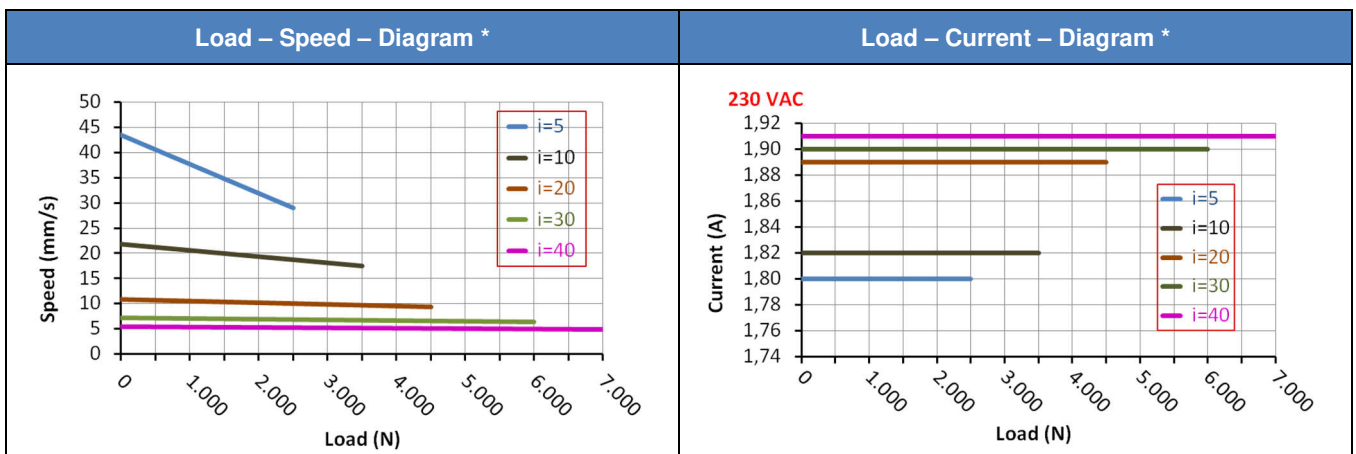 Load – Speed – Diagram *
Load – Current – Diagram *
50
45
40
35
30
25
20
15
10
5
0
Speed (mm/s)
i=5
i=10
i=20
i=30
i=40
0
1.000
2.000
3.000
4.000
5.000
6.000
7.000
Load (N)
230 VAC
1,92
1,90
1,88
1,86
1,84
1,82
1,80
1,78
1,76
1,74
Current (A)
i=5
i=10
i=20
i=30
i=40
0
1.000
2.000
3.000
4.000
5.000
6.000
7.000
Load (N)